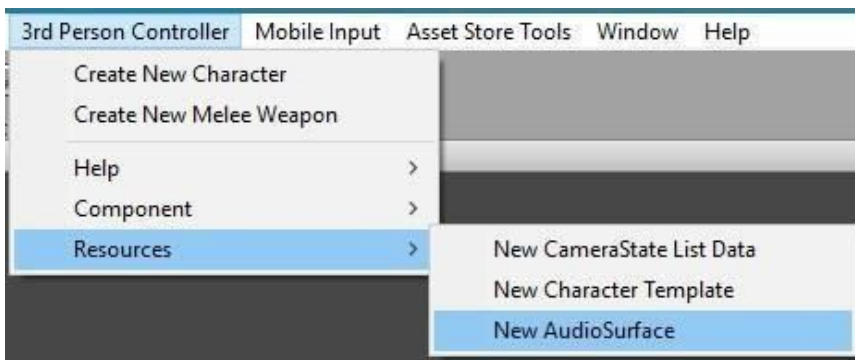 3rd Person Controller Mobile Input Asset Store Tools Window Help
Create New Character
Create New Melee Weapon
Help
Component
Resources
New CameraState List Data
New Character Template
New AudioSurface